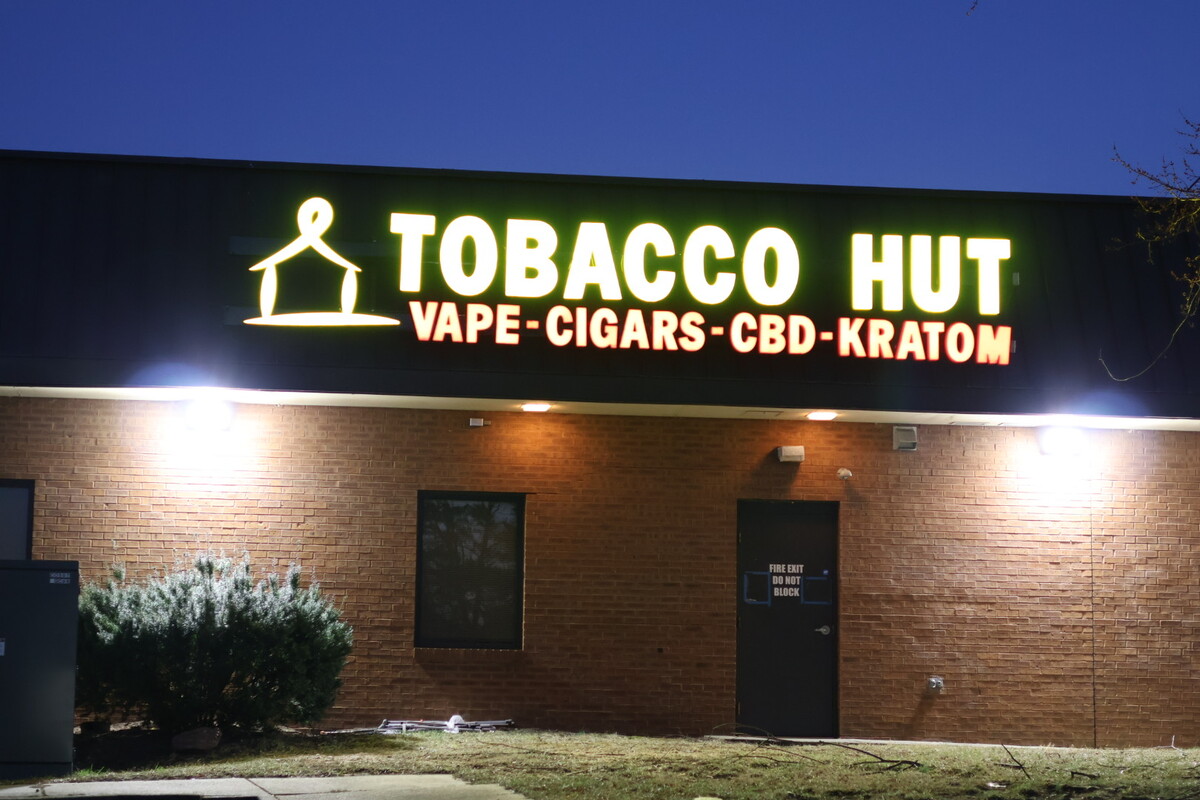 TOBACCO HUT
VAPE-CIGARS-CBD-KRATOM
FIRE EXIT
DO NOT
BLOCK